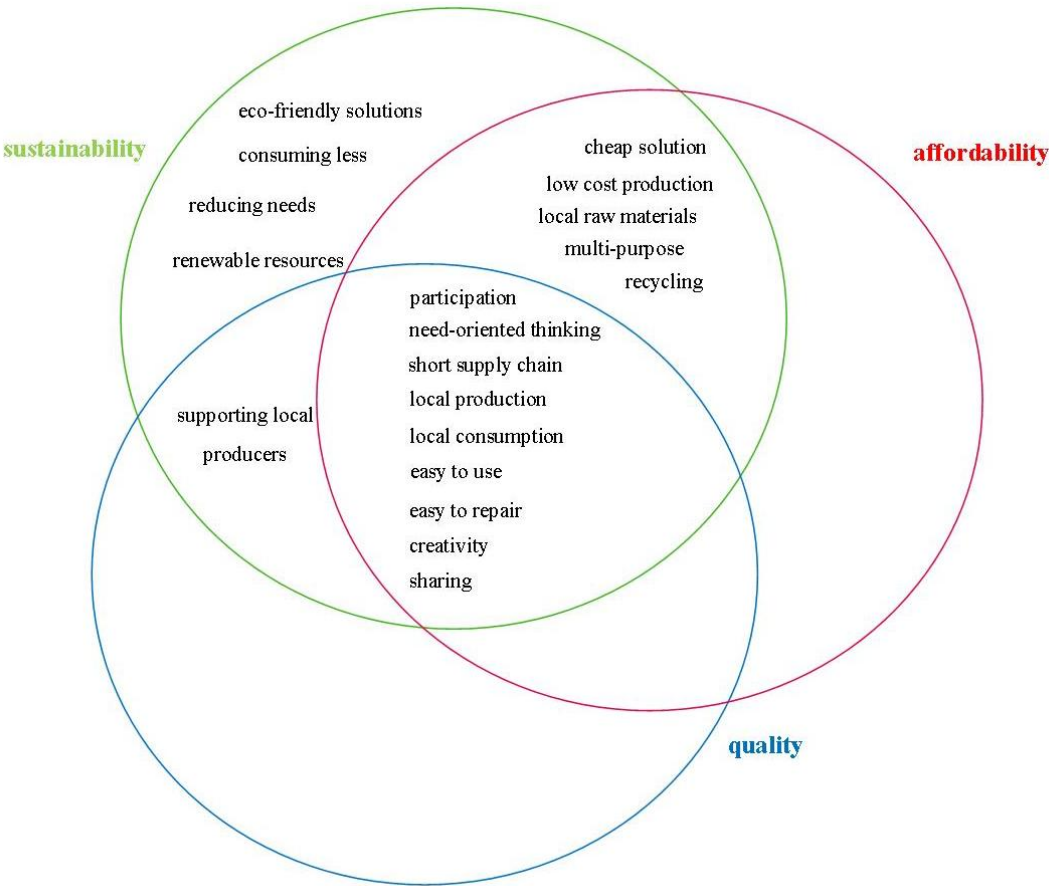 sustainability
affordability
eco-friendly solutions
consuming less
reducing needs
renewable resources
cheap solution
low cost production
local raw materials
multi-purpose
recycling
participation
need-oriented thinking
short supply chain
local production
local consumption
easy to use
easy to repair
creativity
sharing
supporting local
producers
quality